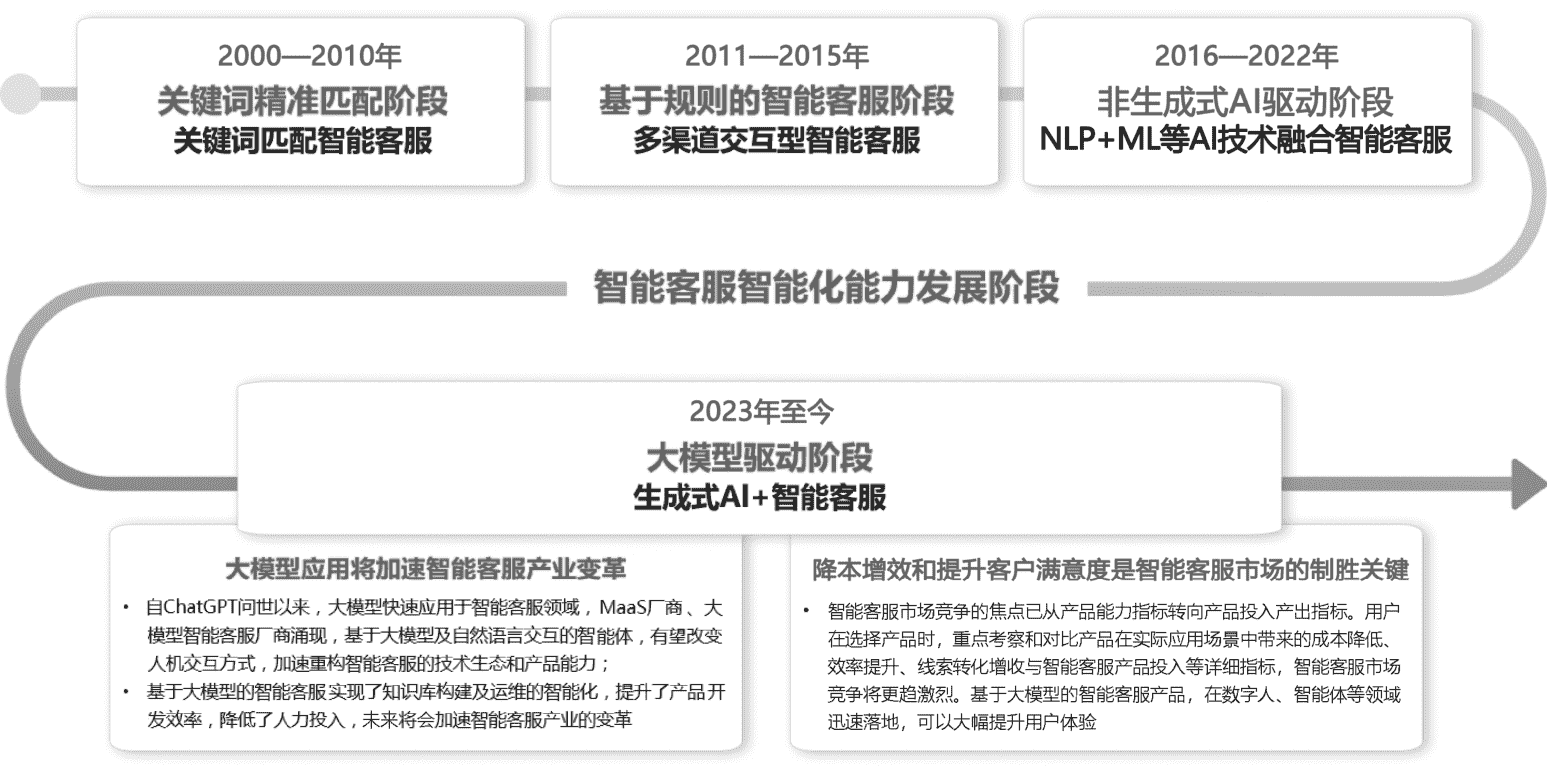 2000—2010年
关键词精准匹配阶段
关键词匹配智能客服
2011—2015年
基于规则的智能客服阶段
多渠道交互型智能客服
2016—2022年
非生成式AI驱动阶段
NLP+ML等AI技术融合智能客服
智能客服智能化能力发展阶段
2023年至今
大模型驱动阶段
生成式AI+智能客服
大模型应用将加速智能客服产业变革
• 自ChatGPT问世以来，大模型快速应用于智能客服领域，MaaS厂商、大
模型智能客服厂商涌现，基于大模型及自然语言交互的智能体，有望改变
人机交互方式，加速重构智能客服的技术生态和产品能力；
• 基于大模型的智能客服实现了知识库构建及运维的智能化，提升了产品开
发效率，降低了人力投入，未来将会加速智能客服产业的变革
降本增效和提升客户满意度是智能客服市场的制胜关键
• 智能客服市场竞争的焦点已从产品能力指标转向产品投入产出指标。用户
在选择产品时，重点考察和对比产品在实际应用场景中带来的成本降低、
效率提升、线索转化增收与智能客服产品投入等详细指标，智能客服市场
竞争将更趋激烈。基于大模型的智能客服产品，在数字人、智能体等领域
迅速落地，可以大幅提升用户体验